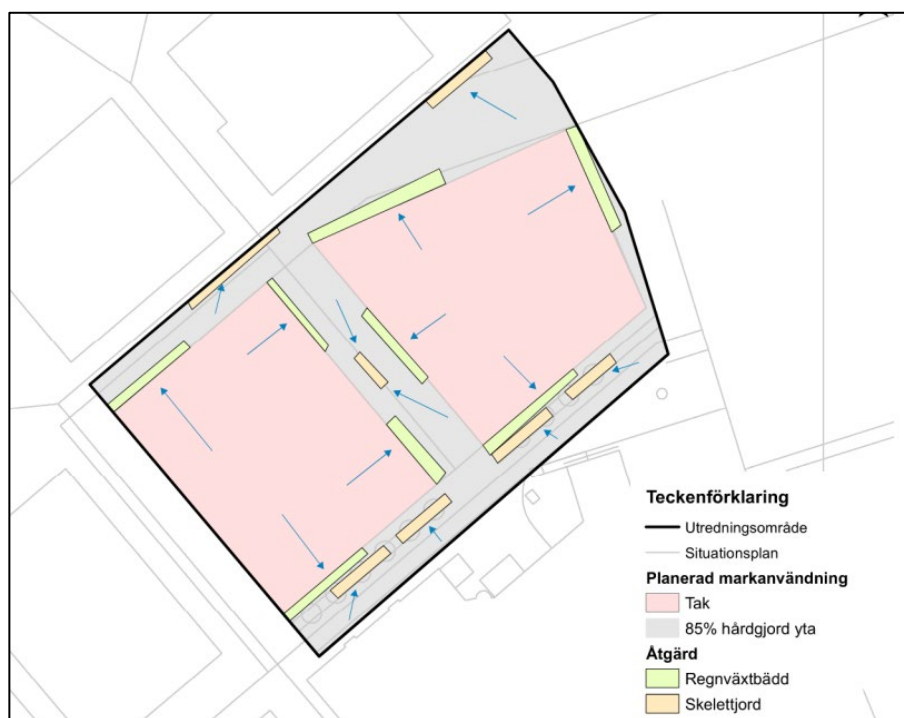 Teckenförklaring
Utredningsområde
Situationsplan
Planerad markanvändning
Tak
85% hårdgjord yta
Åtgärd
Regnväxtbädd
Skelettjord